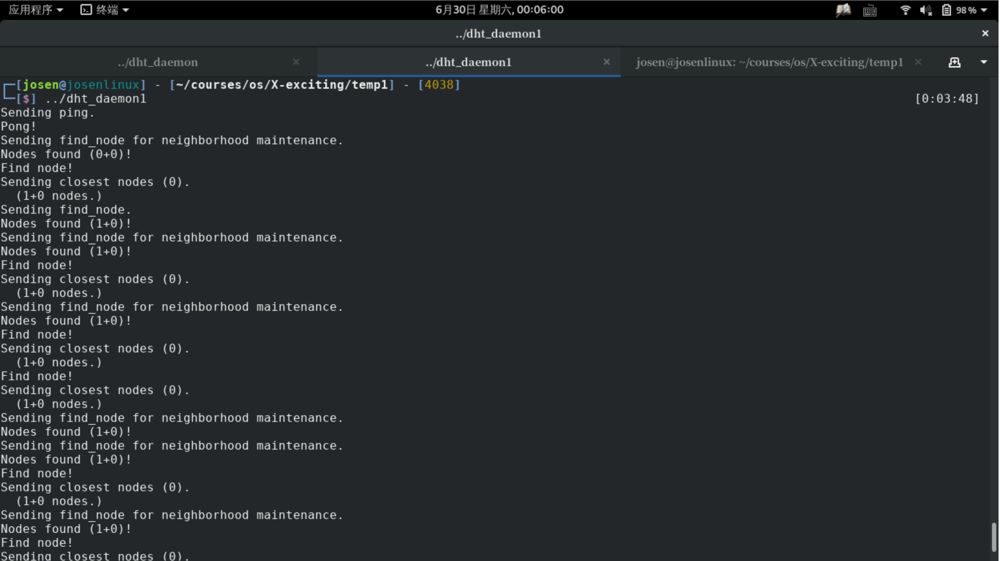 应用程序 终端 6月30日 星期六, 00:06:00 98%
../dht_daemon1
../dht_daemon ../dht_daemon1 josen@josenlinux: ~/courses/os/X-exciting/temp1
[josen@josenlinux] - [~/courses/os/X-exciting/temp1] - [4038]
[$] ../dht_daemon1 [0:03:48]
Sending ping.
Pong!
Sending find_node for neighborhood maintenance.
Nodes found (0+0)!
Find node!
Sending closest nodes (0).
(1+0 nodes.)
Sending find_node.
Nodes found (1+0)!
Sending find_node for neighborhood maintenance.
Nodes found (1+0)!
Find node!
Sending closest nodes (0).
(1+0 nodes.)
Sending find_node for neighborhood maintenance.
Nodes found (1+0)!
Find node!
Sending closest nodes (0).
(1+0 nodes.)
Find node!
Sending closest nodes (0).
(1+0 nodes.)
Sending find_node for neighborhood maintenance.
Nodes found (1+0)!
Sending find_node for neighborhood maintenance.
Nodes found (1+0)!
Find node!
Sending closest nodes (0).
(1+0 nodes.)
Sending find_node for neighborhood maintenance.
Nodes found (1+0)!
Find node!
Sending closest nodes (0).